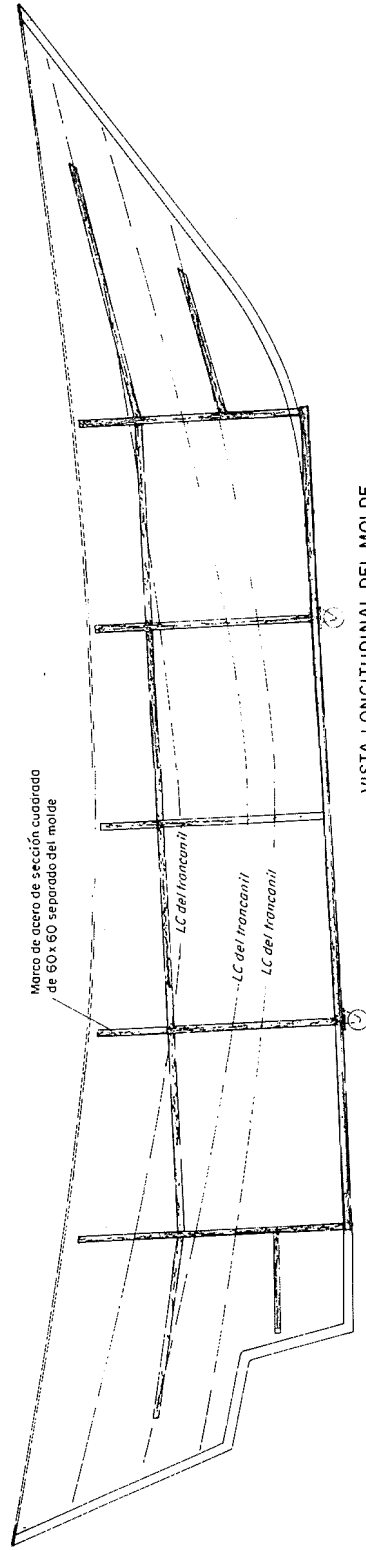 Marco de acero de sección cuadrada
de 60 x 60 separado del molde
LC del trancanil
LC del trancanil
LC del trancanil
VISTA LONGITUDINAL DEL MOLDE